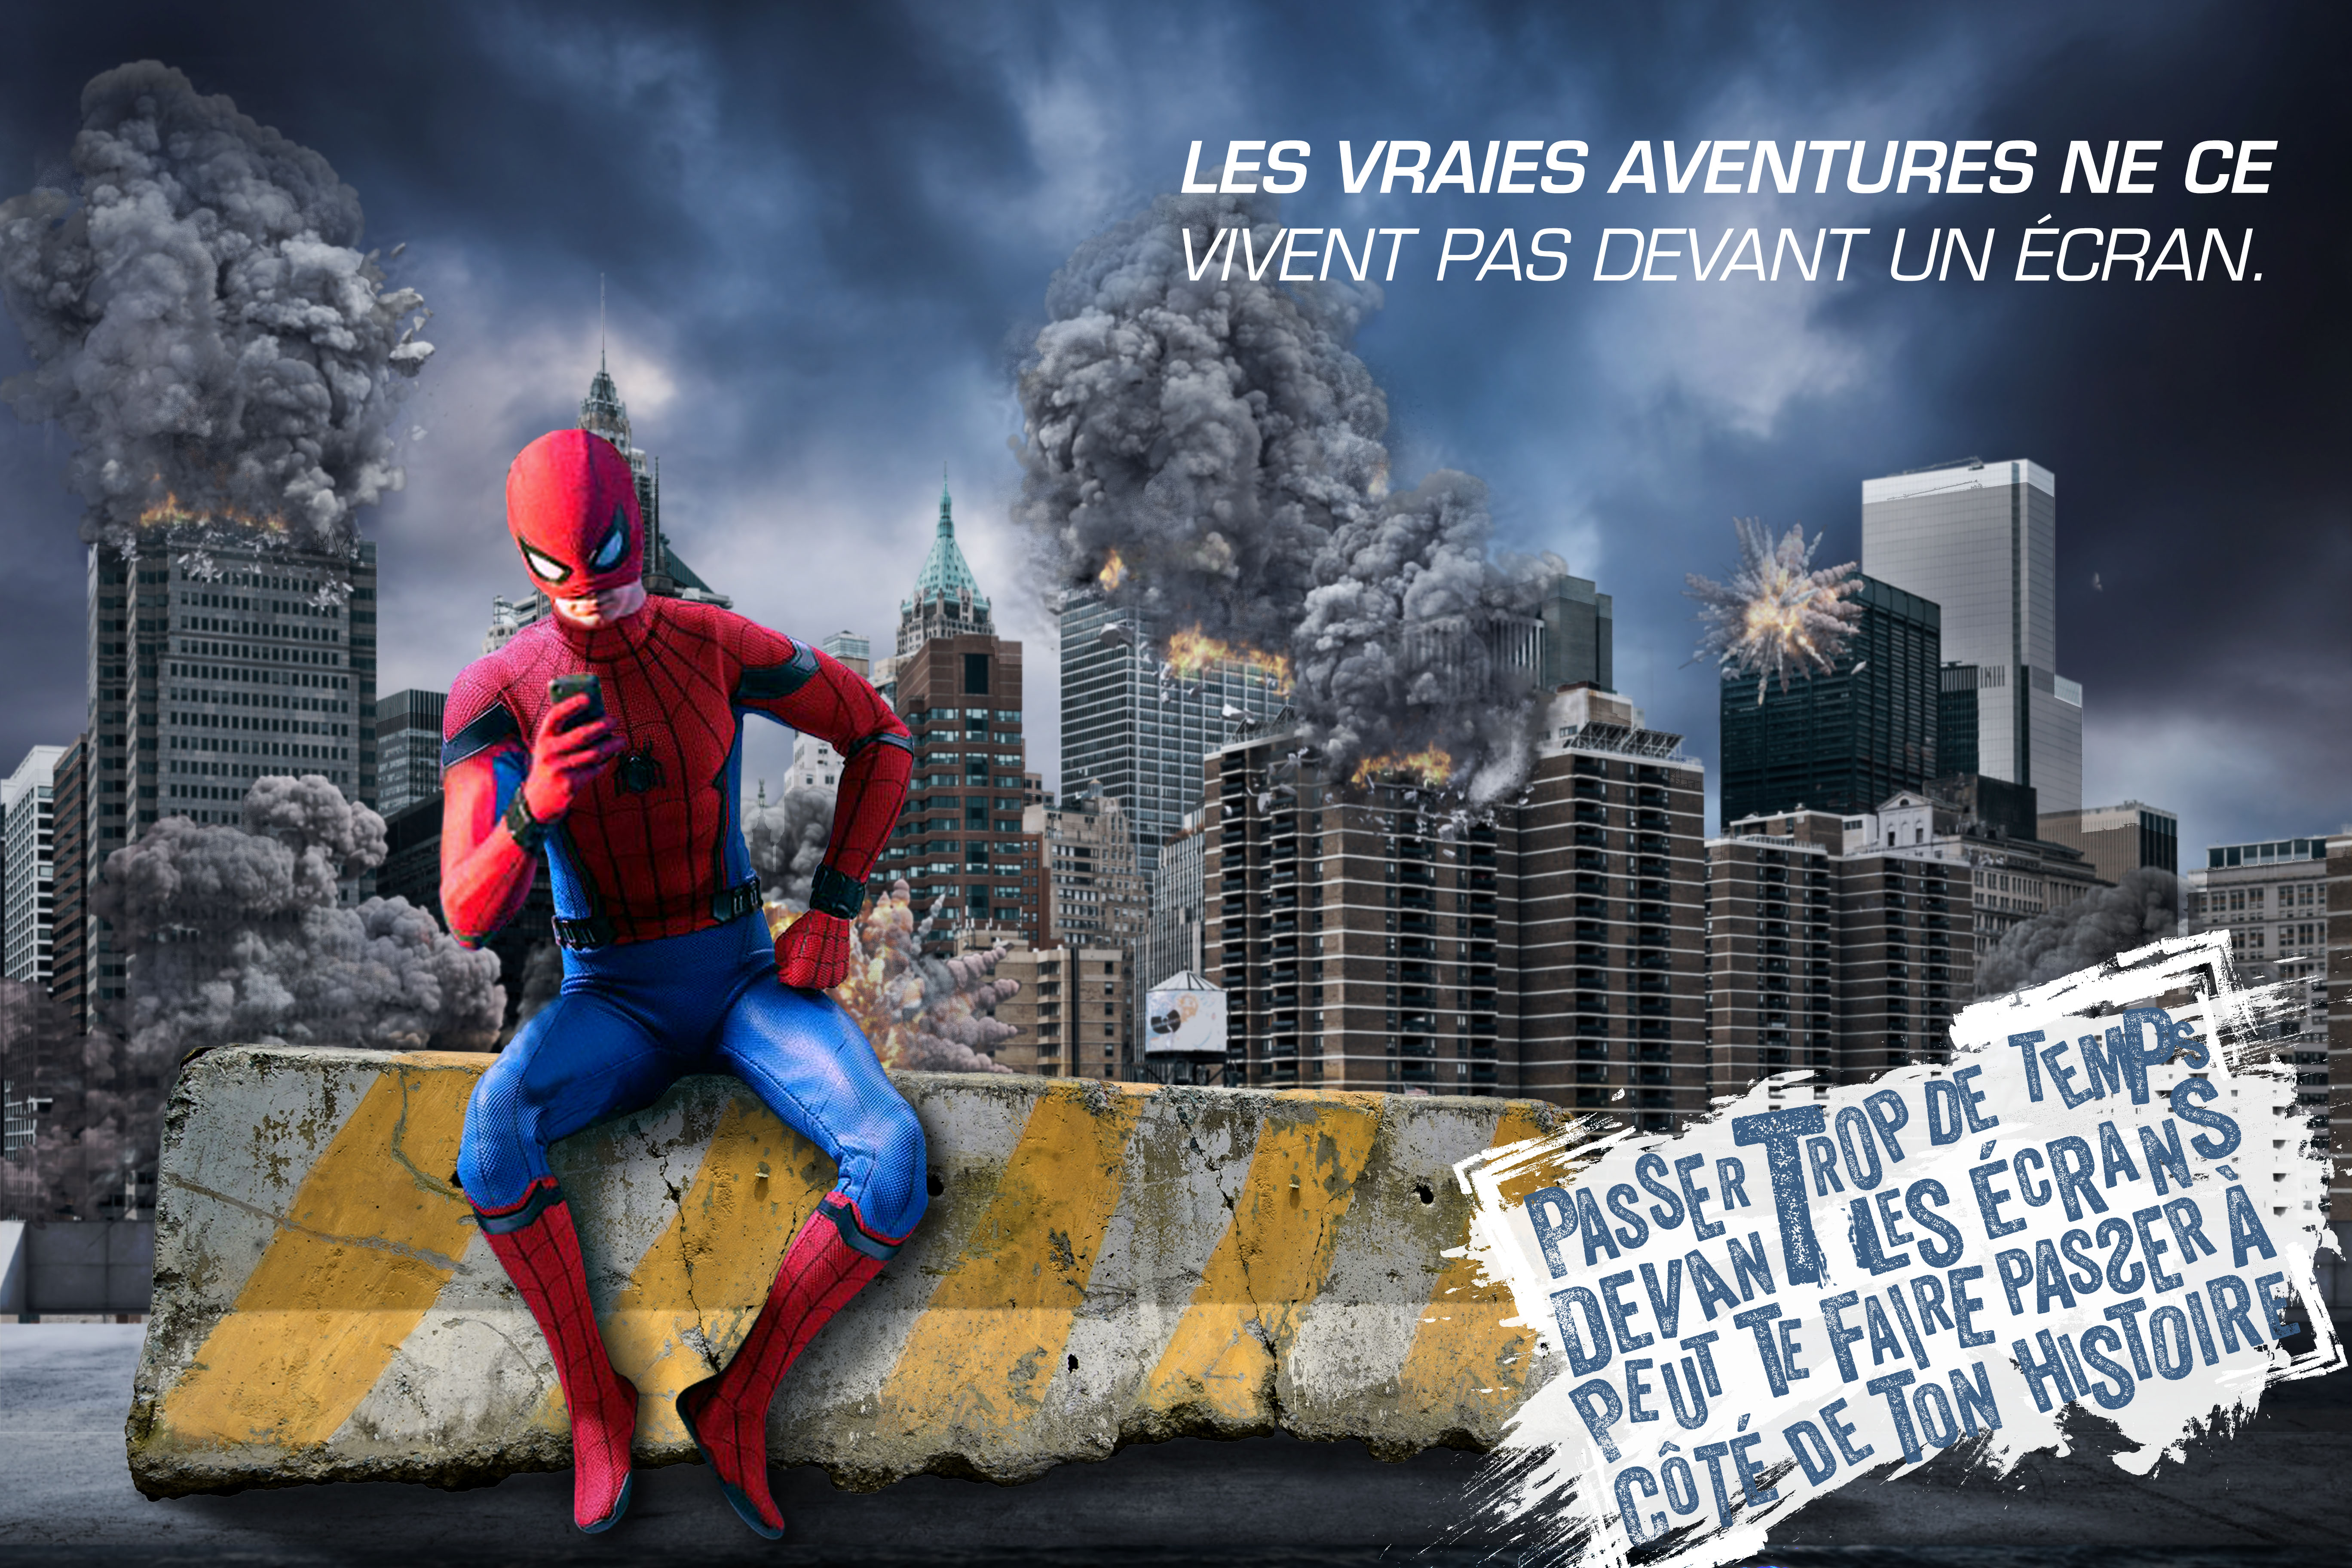 LES VRAIES AVENTURES NE CE
VIVENT PAS DEVANT UN ÉCRAN.
PASSER TROP DE TEMPS
DEVANT LES ÉCRANS
PEUT TE FAIRE PASSER À
CÔTÉ DE TON HISTOIRE